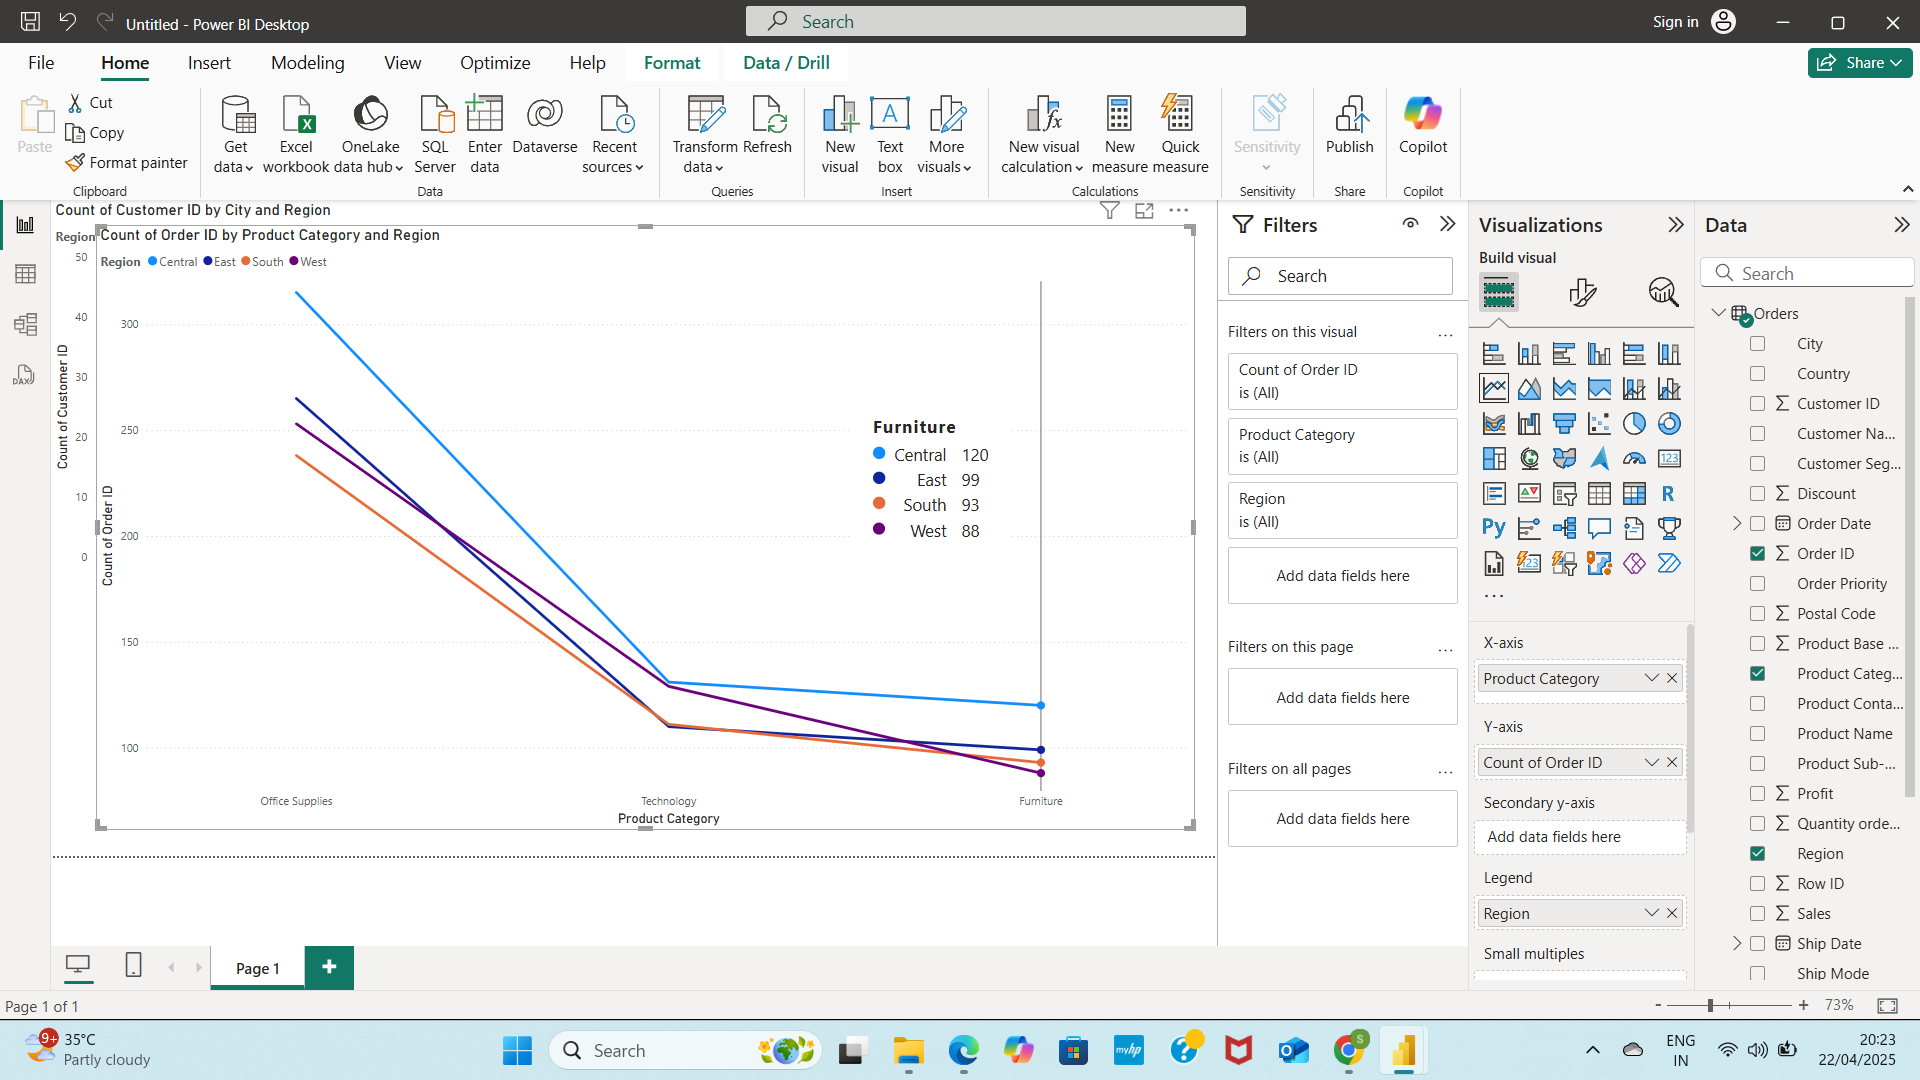 Untitled - Power BI Desktop
Search
Sign in
File Home Insert Modeling View Optimize Help Format Data / Drill
Share
Paste
Cut
Copy
Format painter
Clipboard
Get data
Excel workbook
OneLake data hub
SQL Server
Enter data
Dataverse
Recent sources
Data
Transform data
Refresh
Queries
New visual
Text box
More visuals
Insert
New visual calculation
New measure
Quick measure
Calculations
Sensitivity
Sensitivity
Publish
Share
Copilot
Copilot
Count of Customer ID by City and Region
Region
50
40
30
20
10
0
Count of Customer ID
Count of Order ID by Product Category and Region
Region Central East South West
300
250
200
150
100
Count of Order ID
Furniture
Central 120
East 99
South 93
West 88
Office Supplies
Technology
Furniture
Product Category
Filters
Search
Filters on this visual
...
Count of Order ID
is (All)
Product Category
is (All)
Region
is (All)
Add data fields here
Filters on this page
...
Add data fields here
Filters on all pages
...
Add data fields here
Visualizations
Build visual
123
R
Py
123
...
X-axis
Product Category
Y-axis
Count of Order ID
Secondary y-axis
Add data fields here
Legend
Region
Small multiples
Data
Search
Orders
City
Country
Customer ID
Customer Na...
Customer Seg...
Discount
Order Date
Order ID
Order Priority
Postal Code
Product Base ...
Product Categ...
Product Conta...
Product Name
Product Sub-...
Profit
Quantity orde...
Region
Row ID
Sales
Ship Date
Ship Mode
DAX
Page 1
Page 1 of 1
- + 73%
9+
35°C
Partly cloudy
Search
myhp
S
ENG
IN
20:23
22/04/2025